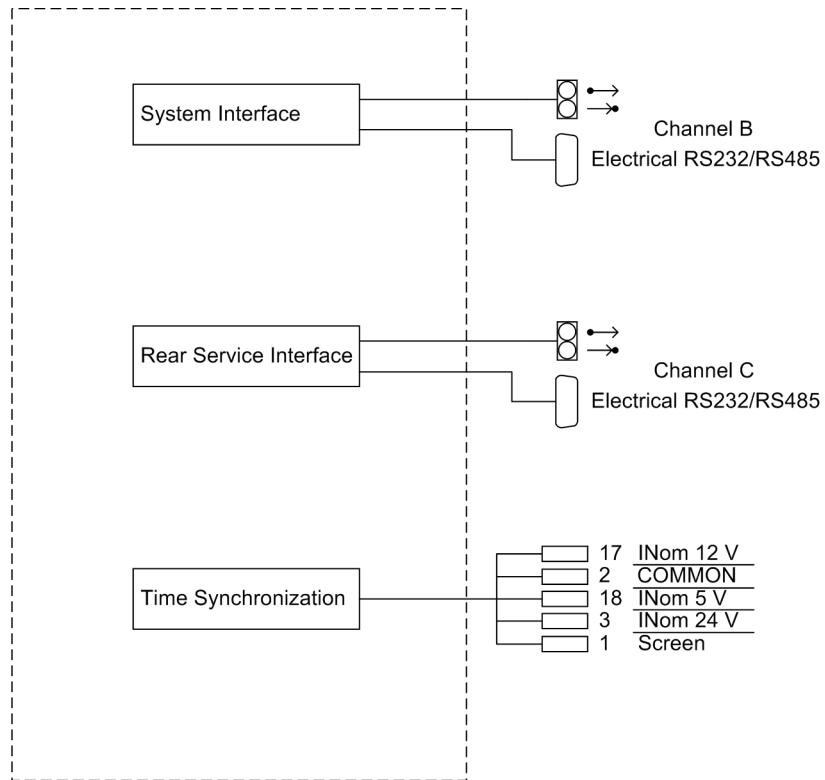 System Interface
Channel B
Electrical RS232/RS485
Rear Service Interface
Channel C
Electrical RS232/RS485
Time Synchronization
17 INom 12 V
2 COMMON
18 INom 5 V
3 INom 24 V
1 Screen